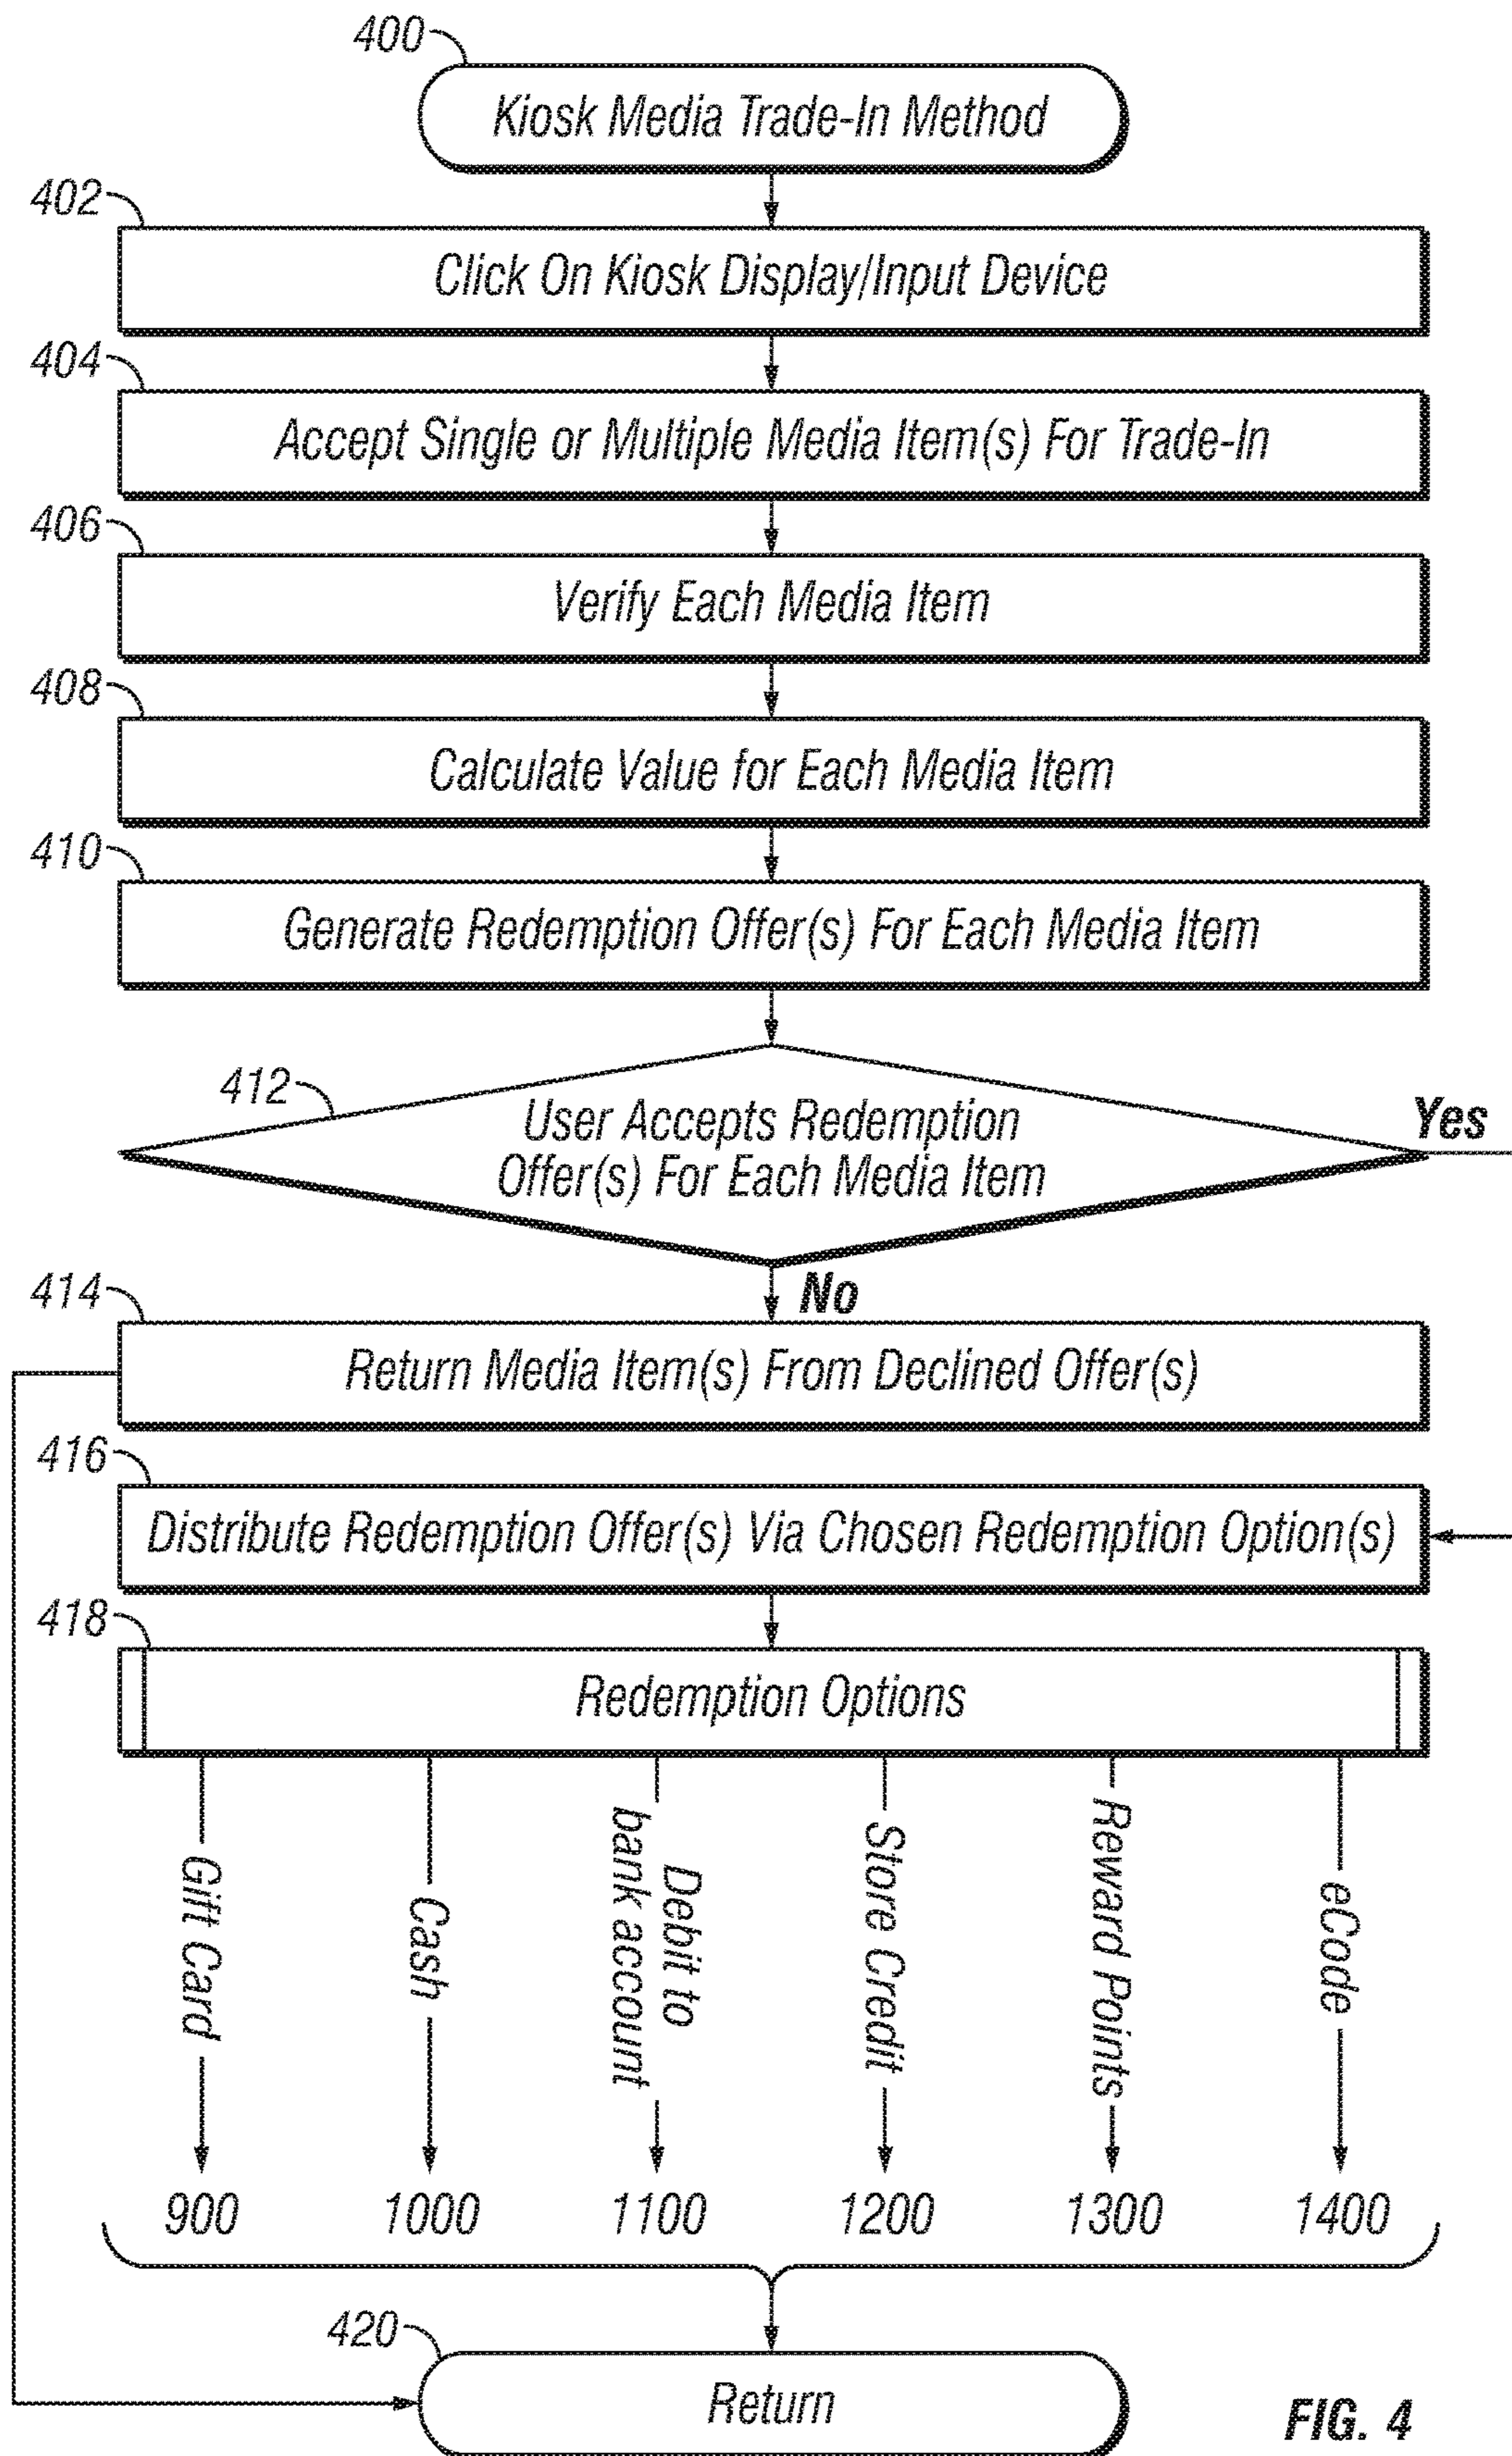 400
Kiosk Media Trade-In Method
402
Click On Kiosk Display/Input Device
404
Accept Single or Multiple Media Item(s) For Trade-In
406
Verify Each Media Item
408
Calculate Value for Each Media Item
410
Generate Redemption Offer(s) For Each Media Item
412
User Accepts Redemption
Offer(s) For Each Media Item
Yes
No
414
Return Media Item(s) From Declined Offer(s)
416
Distribute Redemption Offer(s) Via Chosen Redemption Option(s)
418
Redemption Options
Gift Card
Cash
Debit to
bank account
Store Credit
Reward Points
eCode
900
1000
1100
1200
1300
1400
420
Return
FIG. 4